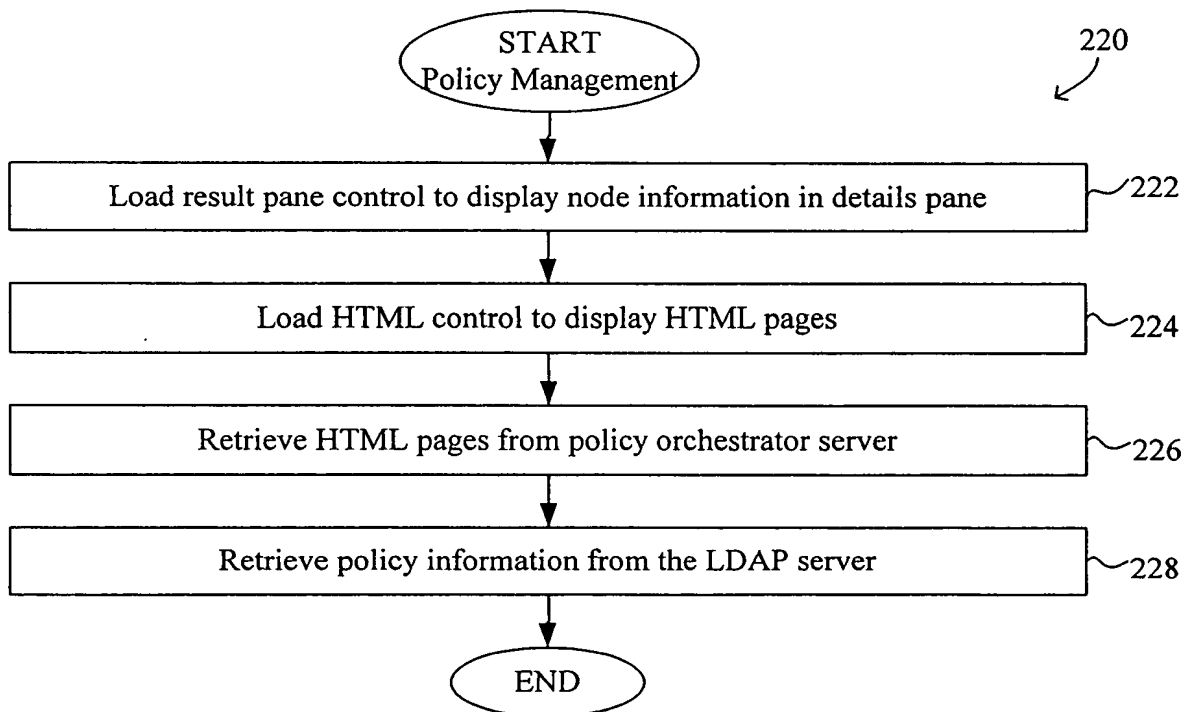 START
Policy Management
220
Load result pane control to display node information in details pane
222
Load HTML control to display HTML pages
224
Retrieve HTML pages from policy orchestrator server
226
Retrieve policy information from the LDAP server
228
END